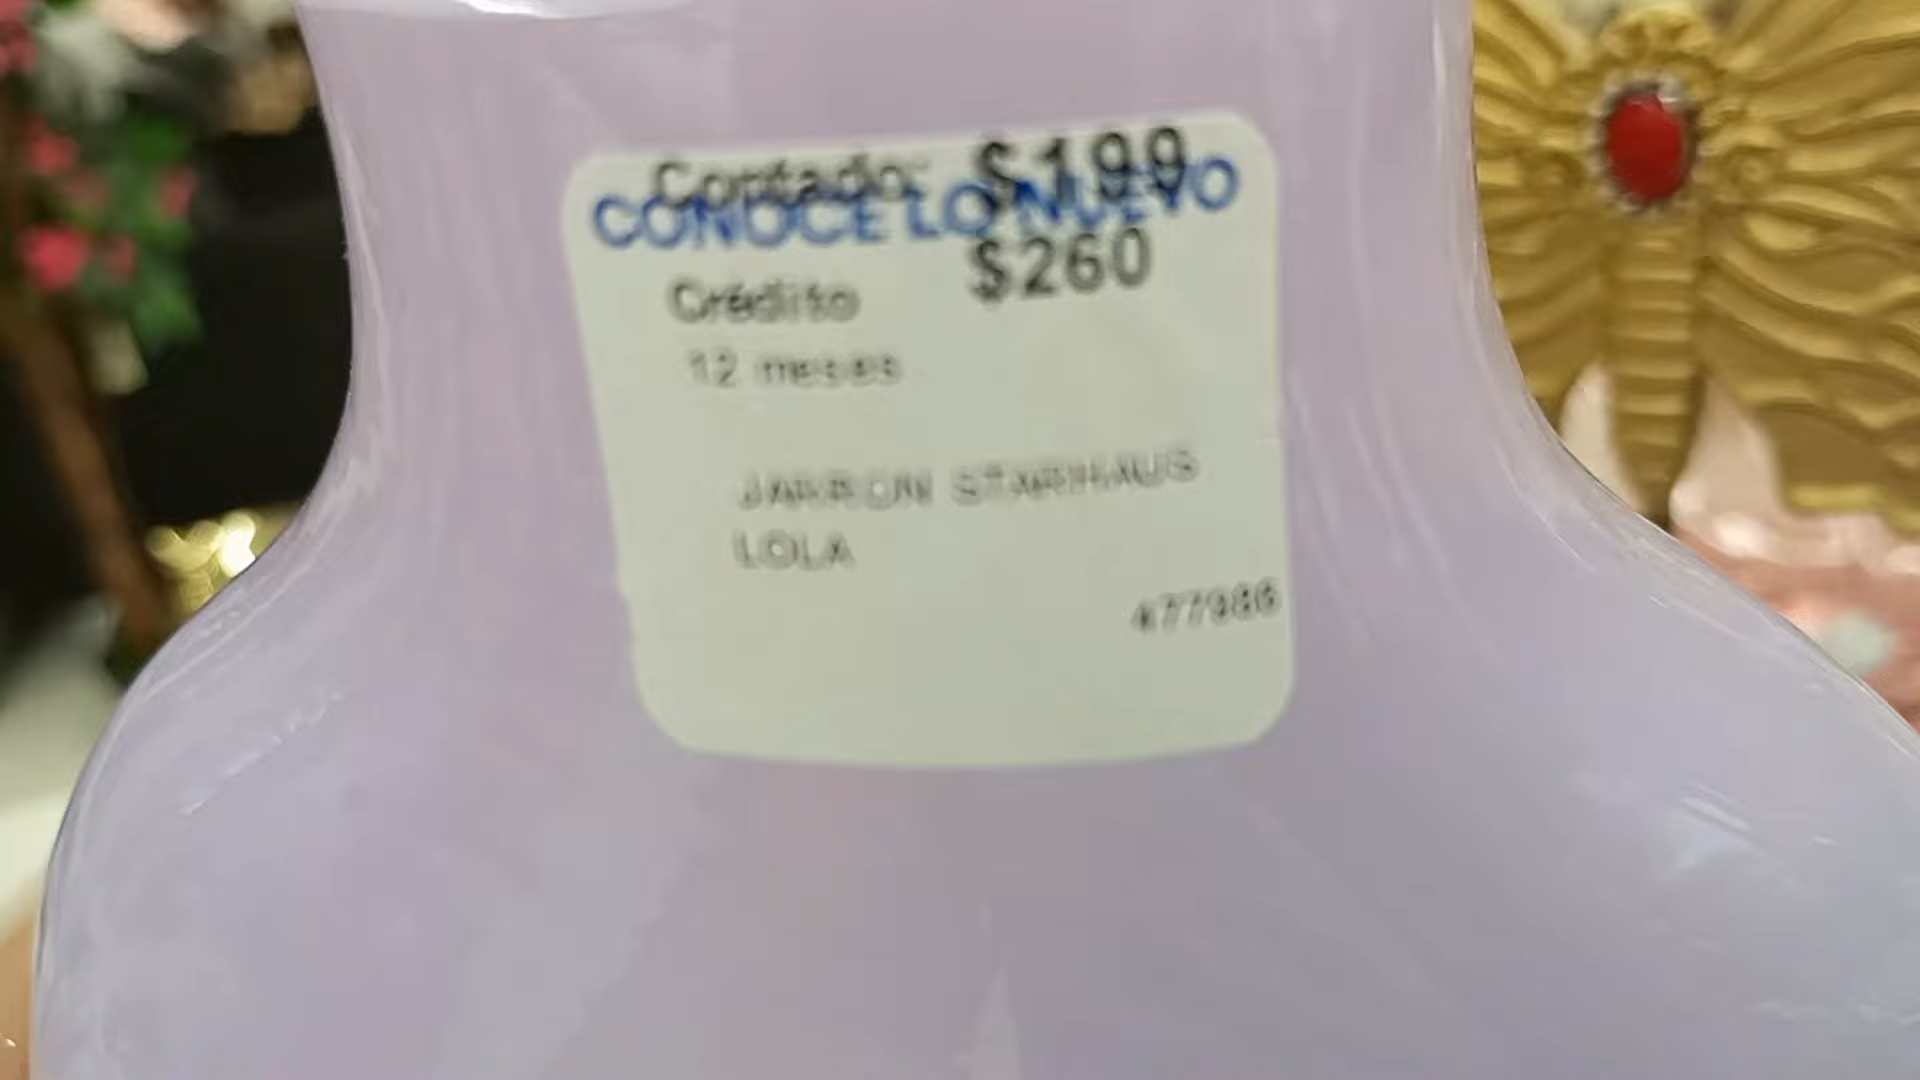 Contado: $199
CONOCE LO NUEVO
$260
Crédito
12 meses
JARRON STARHAUS
LOLA
477986